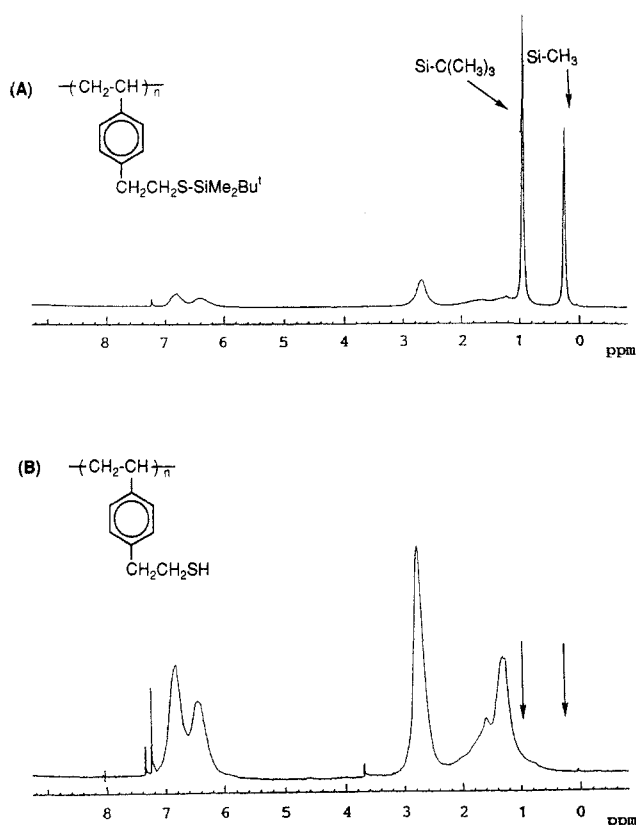 (A)
Si-C(CH₃)₃
Si-CH₃
—(CH₂-CH)—n
CH₂CH₂S-SiMe₂Buᵗ
8 7 6 5 4 3 2 1 0 ppm
(B)
—(CH₂-CH)—n
CH₂CH₂SH
8 7 6 5 4 3 2 1 0 ppm